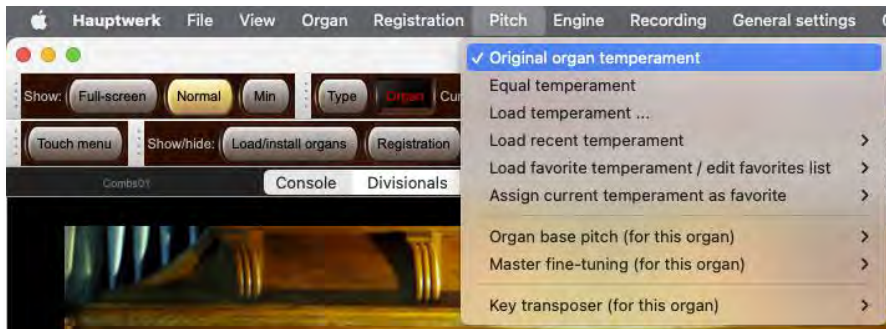 Hauptwerk File View Organ Registration Pitch Engine Recording General settings
✓ Original organ temperament
Equal temperament
Load temperament ...
Load recent temperament >
Load favorite temperament / edit favorites list >
Assign current temperament as favorite >
Organ base pitch (for this organ) >
Master fine-tuning (for this organ) >
Key transposer (for this organ) >
Show: Full-screen Normal Min Type Organ Cur
Touch menu Show/hide: Load/install organs Registration
Combs01 Console Divisionals